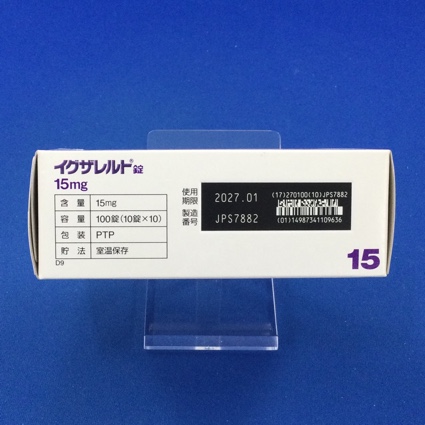 イグザレルト®錠
15mg
含量 15mg
容量 100錠(10錠×10)
包装 PTP
貯法 室温保存
D9
使用期限 2027.01
製造番号 JPS7882
(17)270100(10)JPS7882
(01)14987341109636
15